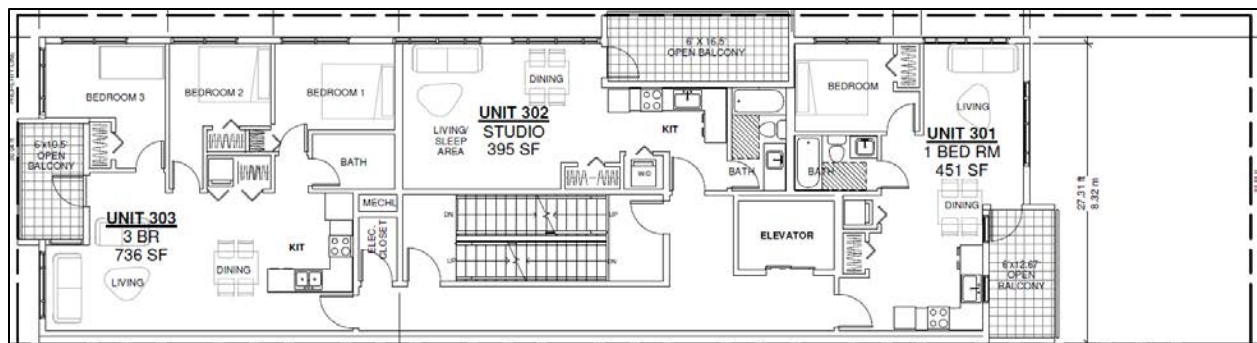 6' X 16.5'
OPEN BALCONY
BEDROOM 3
BEDROOM 2
BEDROOM 1
DINING
UNIT 302
STUDIO
395 SF
LIVING/
SLEEP
AREA
KIT
BATH
W/D
BEDROOM
LIVING
UNIT 301
1 BED RM
451 SF
BATH
DINING
27.31 ft
8.32 m
6'x10.5'
OPEN
BALCONY
BATH
UNIT 303
3 BR
736 SF
KIT
DINING
LIVING
MECHL
ELEC.
CLOSET
DN
UP
UP
DN
ELEVATOR
6'x12.67'
OPEN
BALCONY